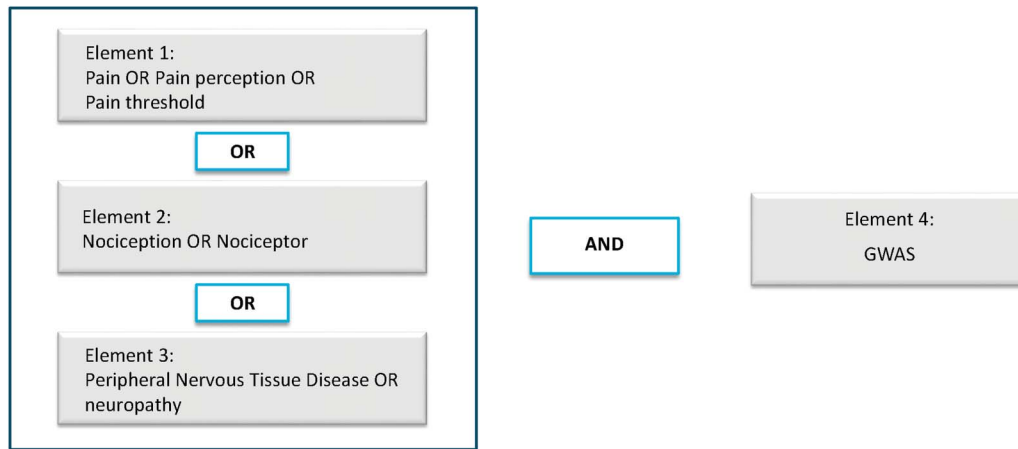 Element 1:
Pain OR Pain perception OR
Pain threshold
OR
Element 2:
Nociception OR Nociceptor
OR
Element 3:
Peripheral Nervous Tissue Disease OR
neuropathy
AND
Element 4:
GWAS